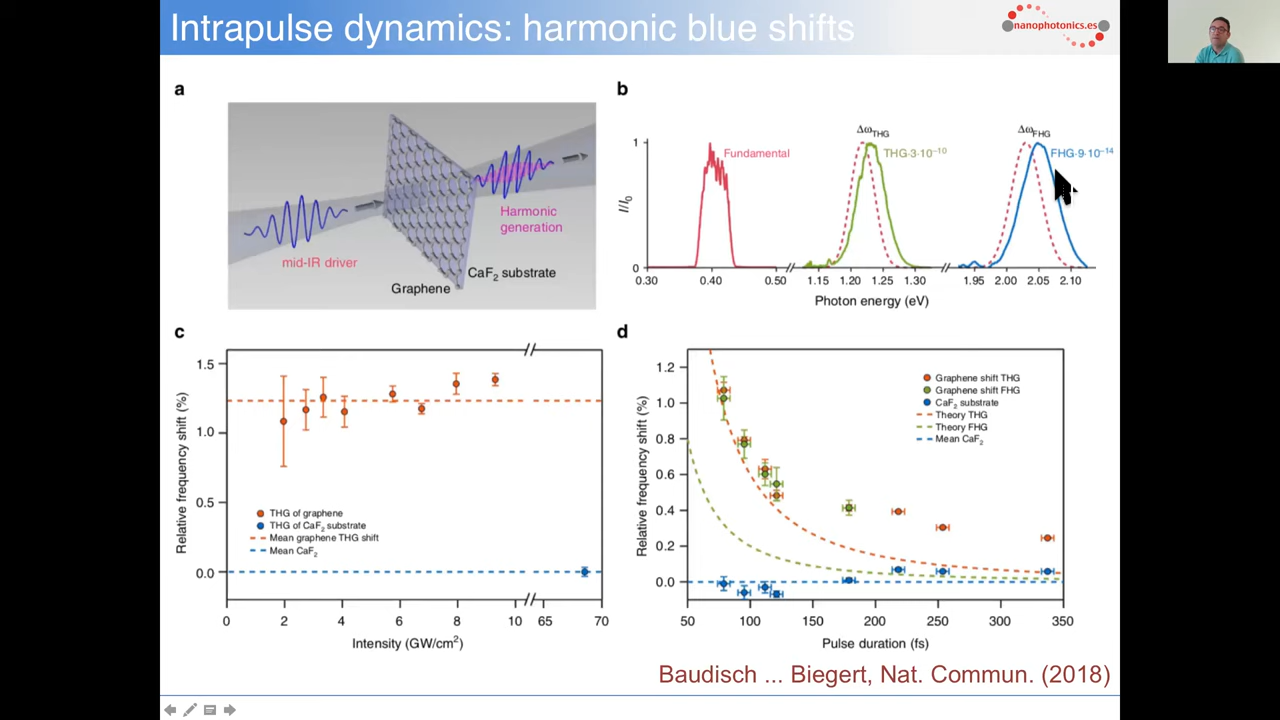 Intrapulse dynamics: harmonic blue shifts
nanophotonics.es
a
mid-IR driver
Harmonic
generation
CaF2 substrate
Graphene
b
ΔωTHG
ΔωFHG
Fundamental
THG·3·10−10
FHG·9·10−14
I/I0
1
0
0.30 0.40 0.50 1.15 1.20 1.25 1.30 1.95 2.00 2.05 2.10
Photon energy (eV)
c
Relative frequency shift (%)
1.5
1.0
0.5
0.0
THG of graphene
THG of CaF2 substrate
Mean graphene THG shift
Mean CaF2
0 2 4 6 8 10 65 70
Intensity (GW/cm2)
d
Relative frequency shift (%)
1.2
1.0
0.8
0.6
0.4
0.2
0.0
Graphene shift THG
Graphene shift FHG
CaF2 substrate
Theory THG
Theory FHG
Mean CaF2
50 100 150 200 250 300 350
Pulse duration (fs)
Baudisch ... Biegert, Nat. Commun. (2018)